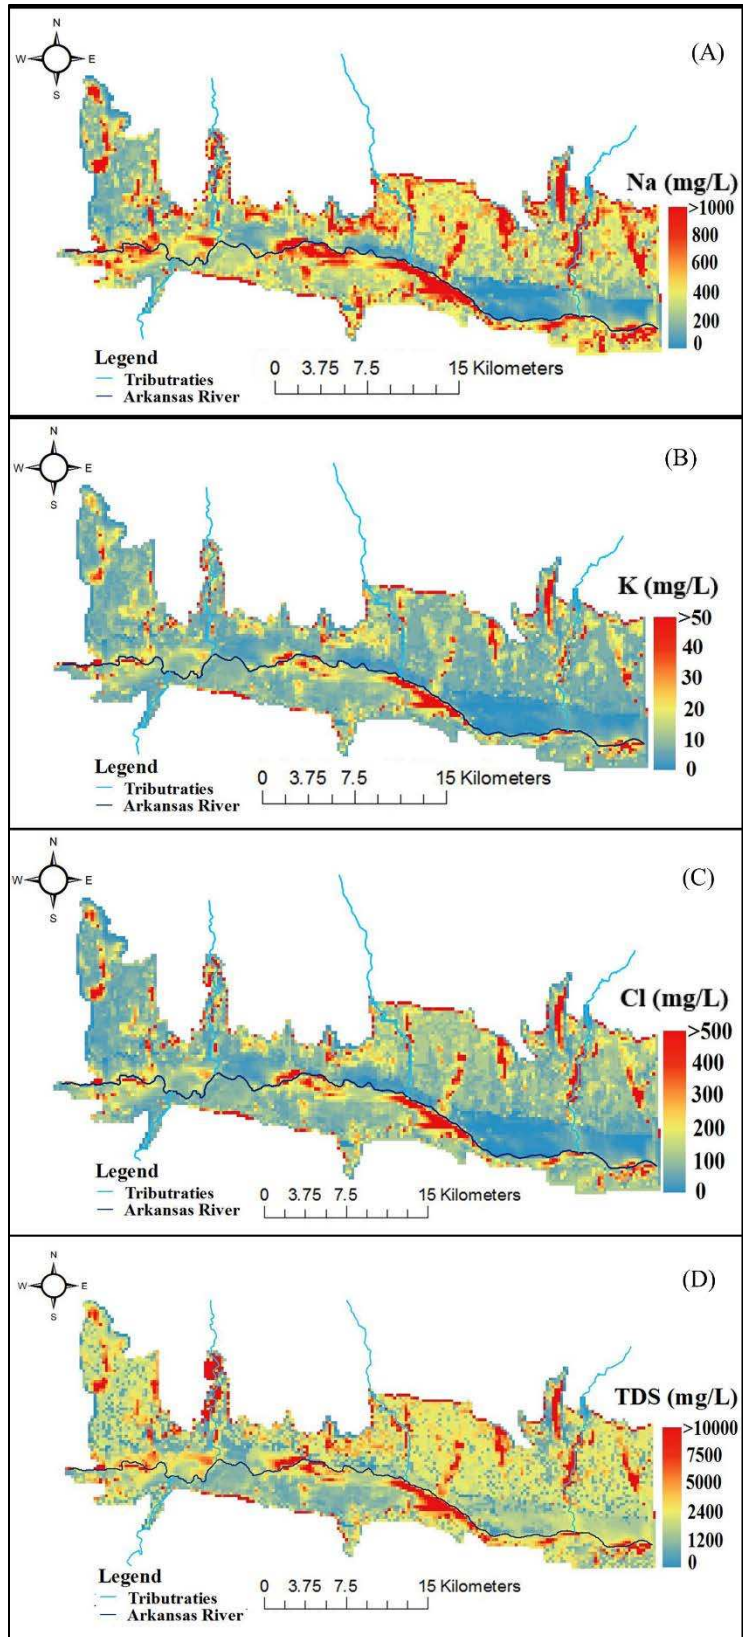 N
W E
S
(A)
Na (mg/L)
>1000
800
600
400
200
0
Legend
Tributraties
Arkansas River
0 3.75 7.5 15 Kilometers
N
W E
S
(B)
K (mg/L)
>50
40
30
20
10
0
Legend
Tributraties
Arkansas River
0 3.75 7.5 15 Kilometers
N
W E
S
(C)
Cl (mg/L)
>500
400
300
200
100
0
Legend
Tributraties
Arkansas River
0 3.75 7.5 15 Kilometers
N
W E
S
(D)
TDS (mg/L)
>10000
7500
5000
2400
1200
0
Legend
Tributraties
Arkansas River
0 3.75 7.5 15 Kilometers